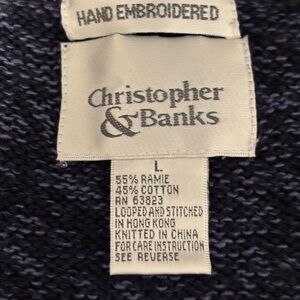 HAND EMBROIDERED
Christopher
& Banks
L
55% RAMIE
45% COTTON
RN 63823
LOOPED AND STITCHED
IN HONG KONG
KNITTED IN CHINA
FOR CARE INSTRUCTION
SEE REVERSE